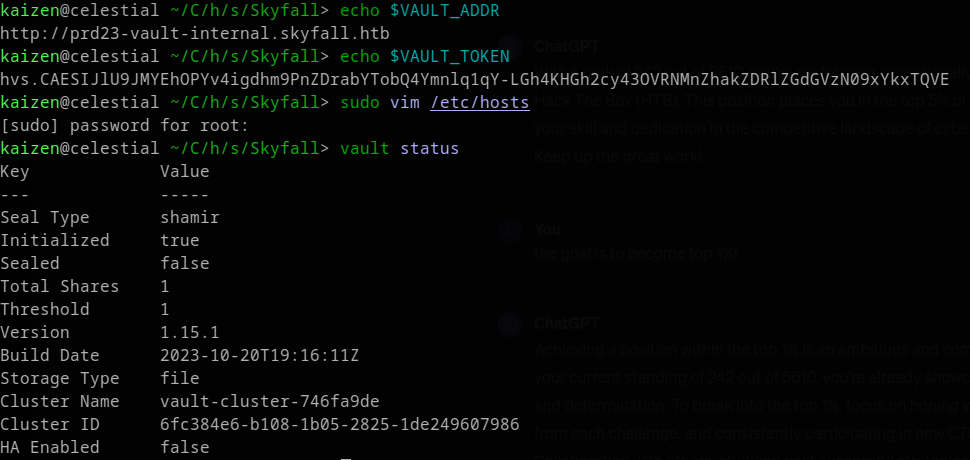 kaizen@celestial ~/C/h/s/Skyfall> echo $VAULT_ADDR
http://prd23-vault-internal.skyfall.htb
kaizen@celestial ~/C/h/s/Skyfall> echo $VAULT_TOKEN
hvs.CAESIJlU9JMYEhOPYv4igdhm9PnZDrabYTobQ4Ymnlq1qY-LGh4KHGh2cy43OVRNMnZhakZDRlZGdGVzN09xYkxTQVE
kaizen@celestial ~/C/h/s/Skyfall> sudo vim /etc/hosts
[sudo] password for root:
kaizen@celestial ~/C/h/s/Skyfall> vault status
Key Value
--- -----
Seal Type shamir
Initialized true
Sealed false
Total Shares 1
Threshold 1
Version 1.15.1
Build Date 2023-10-20T19:16:11Z
Storage Type file
Cluster Name vault-cluster-746fa9de
Cluster ID 6fc384e6-b108-1b05-2825-1de249607986
HA Enabled false
ChatGPT
Hack The Box (HTB). This position places you in the top 5% of
your skill and dedication in the competitive landscape of cybe
Keep up the great work!
You
the goal is to become top 1%!
ChatGPT
Achieving a position within the top 1% is an ambitious and con
your current standing of 242 out of 5610, you're already show
and determination. To break into the top 1%, focus on honing y
from each challenge, and consistently participating in new CT